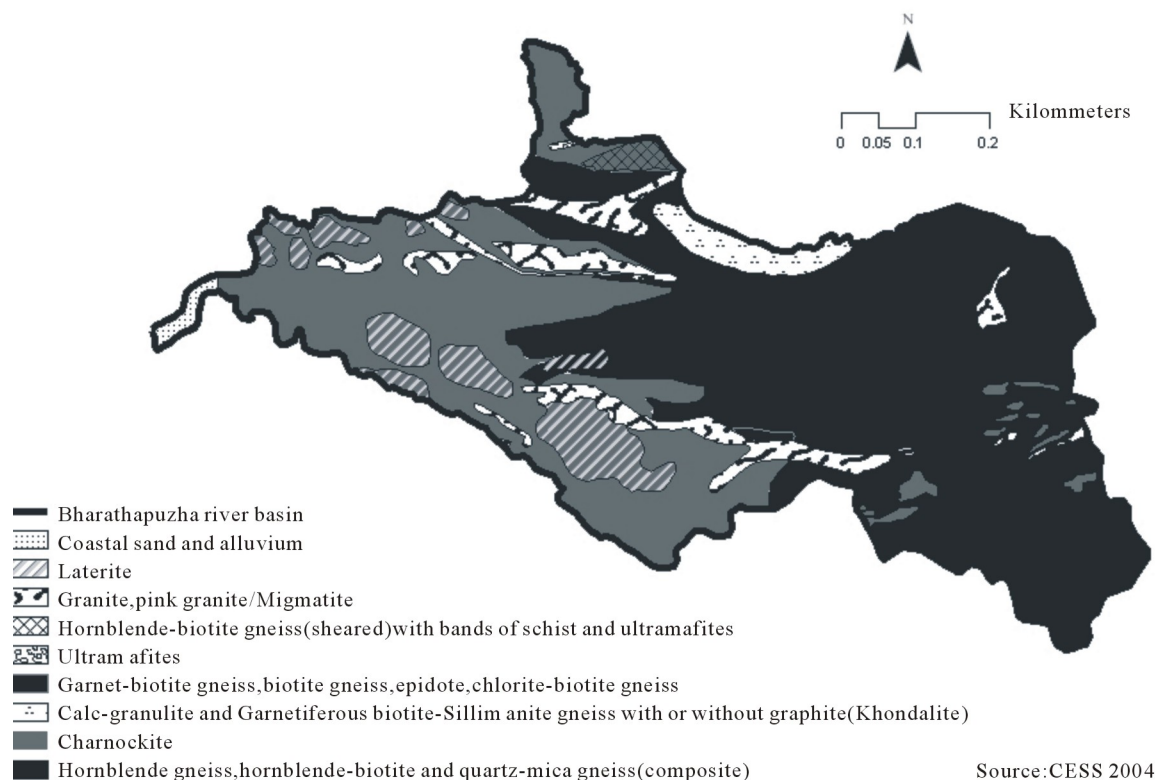 N
Kilommeters
0 0.05 0.1 0.2
Bharathapuzha river basin
Coastal sand and alluvium
Laterite
Granite,pink granite/Migmatite
Hornblende-biotite gneiss(sheared)with bands of schist and ultramafites
Ultram afites
Garnet-biotite gneiss,biotite gneiss,epidote,chlorite-biotite gneiss
Calc-granulite and Garnetiferous biotite-Sillim anite gneiss with or without graphite(Khondalite)
Charnockite
Hornblende gneiss,hornblende-biotite and quartz-mica gneiss(composite)
Source:CESS 2004